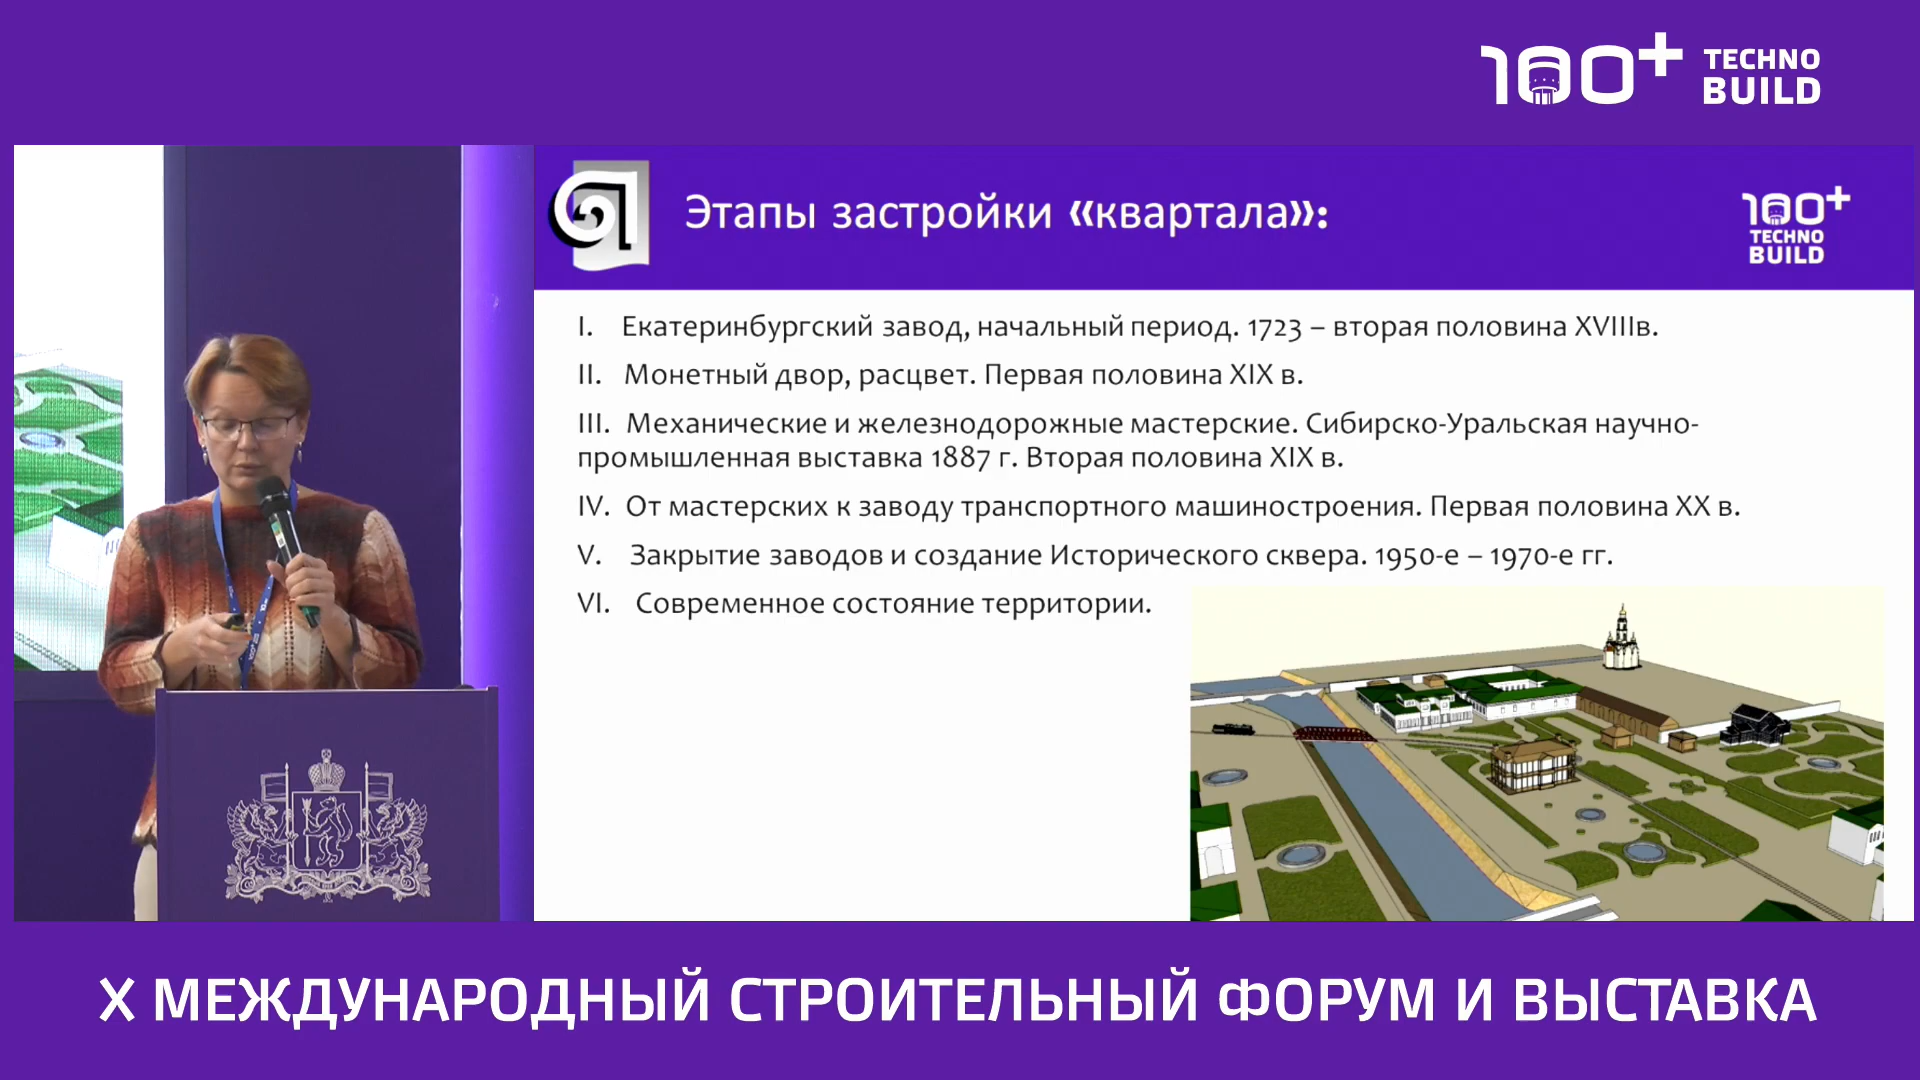 100+ TECHNO
BUILD
Этапы застройки «квартала»:
100+
TECHNO
BUILD
I. Екатеринбургский завод, начальный период. 1723 – вторая половина XVIIIв.
II. Монетный двор, расцвет. Первая половина XIX в.
III. Механические и железнодорожные мастерские. Сибирско-Уральская научно-
промышленная выставка 1887 г. Вторая половина XIX в.
IV. От мастерских к заводу транспортного машиностроения. Первая половина XX в.
V. Закрытие заводов и создание Исторического сквера. 1950-е – 1970-е гг.
VI. Современное состояние территории.
X МЕЖДУНАРОДНЫЙ СТРОИТЕЛЬНЫЙ ФОРУМ И ВЫСТАВКА